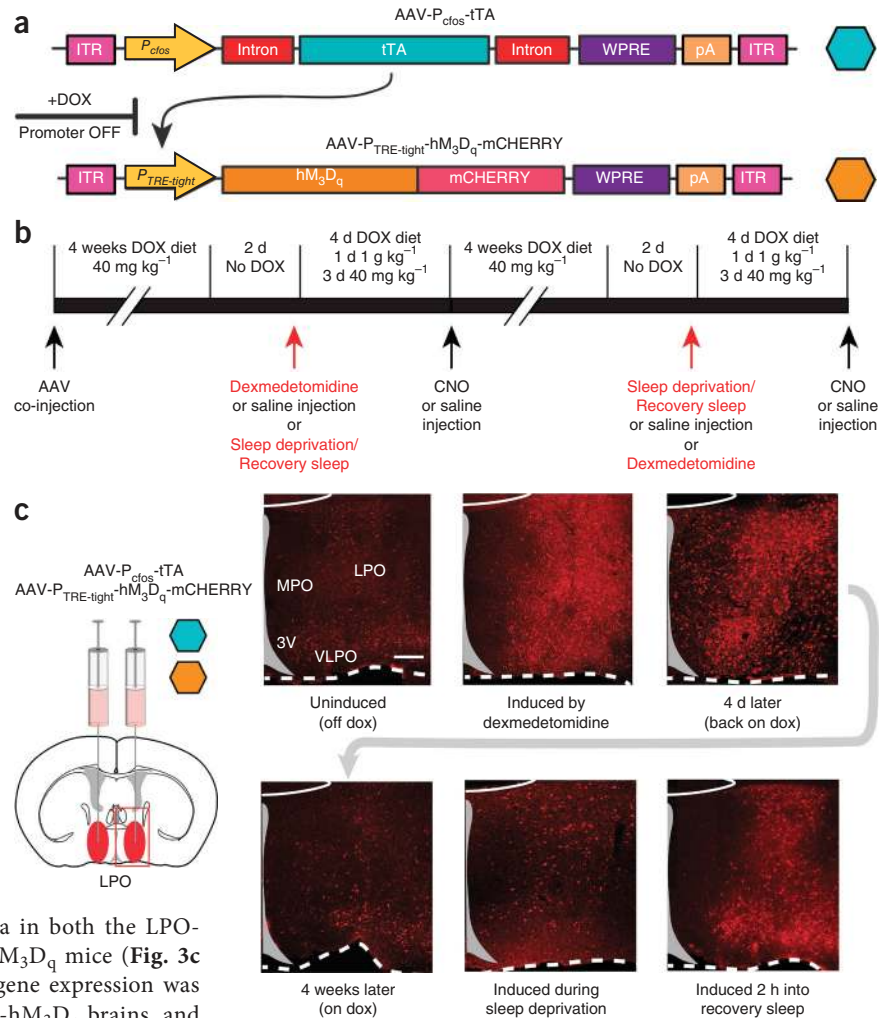 a
AAV-Pcfos-tTA
ITR
Pcfos
Intron
tTA
Intron
WPRE
pA
ITR
+DOX
Promoter OFF
AAV-PTRE-tight-hM3Dq-mCHERRY
ITR
PTRE-tight
hM3Dq
mCHERRY
WPRE
pA
ITR
b
4 weeks DOX diet
40 mg kg−1
2 d
No DOX
4 d DOX diet
1 d 1 g kg−1
3 d 40 mg kg−1
4 weeks DOX diet
40 mg kg−1
2 d
No DOX
4 d DOX diet
1 d 1 g kg−1
3 d 40 mg kg−1
AAV
co-injection
Dexmedetomidine
or saline injection
or
Sleep deprivation/
Recovery sleep
CNO
or saline
injection
Sleep deprivation/
Recovery sleep
or saline injection
or
Dexmedetomidine
CNO
or saline
injection
c
AAV-Pcfos-tTA
AAV-PTRE-tight-hM3Dq-mCHERRY
LPO
MPO
LPO
3V
VLPO
Uninduced
(off dox)
Induced by
dexmedetomidine
4 d later
(back on dox)
4 weeks later
(on dox)
Induced during
sleep deprivation
Induced 2 h into
recovery sleep
a in both the LPO-
M3Dq mice (Fig. 3c
gene expression was
-hM3D brains and